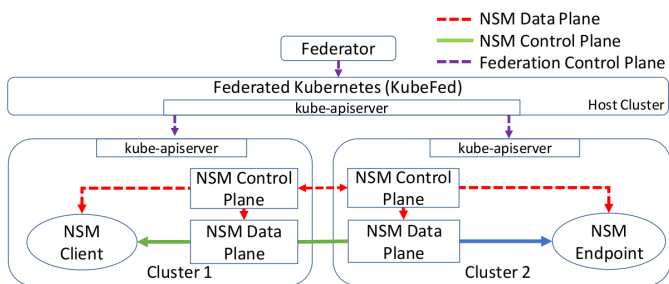 NSM Data Plane
NSM Control Plane
Federation Control Plane
Federator
Federated Kubernetes (KubeFed)
kube-apiserver
Host Cluster
kube-apiserver
kube-apiserver
NSM Control
Plane
NSM Control
Plane
NSM
Client
NSM Data
Plane
NSM Data
Plane
NSM
Endpoint
Cluster 1
Cluster 2